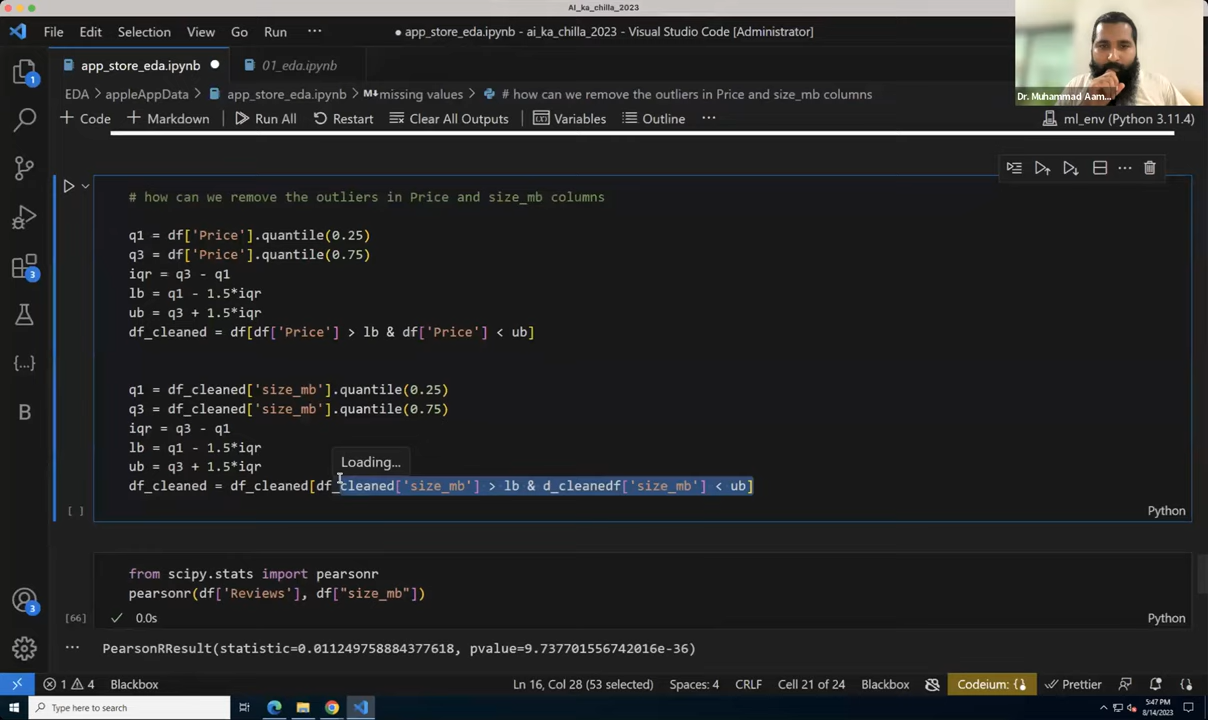 AI_ka_chilla_2023
File Edit Selection View Go Run ··· • app_store_eda.ipynb - ai_ka_chilla_2023 - Visual Studio Code [Administrator]
app_store_eda.ipynb 01_eda.ipynb
EDA > appleAppData > app_store_eda.ipynb > M↓missing values > # how can we remove the outliers in Price and size_mb columns
Dr. Muhammad Aam...
+ Code + Markdown Run All Restart Clear All Outputs Variables Outline ··· ml_env (Python 3.11.4)
# how can we remove the outliers in Price and size_mb columns
q1 = df['Price'].quantile(0.25)
q3 = df['Price'].quantile(0.75)
iqr = q3 - q1
lb = q1 - 1.5*iqr
ub = q3 + 1.5*iqr
df_cleaned = df[df['Price'] > lb & df['Price'] < ub]
q1 = df_cleaned['size_mb'].quantile(0.25)
q3 = df_cleaned['size_mb'].quantile(0.75)
iqr = q3 - q1
lb = q1 - 1.5*iqr
ub = q3 + 1.5*iqr
Loading...
df_cleaned = df_cleaned[df_cleaned['size_mb'] > lb & d_cleanedf['size_mb'] < ub]
[ ] Python
from scipy.stats import pearsonr
pearsonr(df['Reviews'], df["size_mb"])
[66] 0.0s Python
··· PearsonRResult(statistic=0.011249758884377618, pvalue=9.737701556742016e-36)
1
3
{...}
B
3
1 4 Blackbox Ln 16, Col 28 (53 selected) Spaces: 4 CRLF Cell 21 of 24 Blackbox Codeium: {··} Prettier
Type here to search 5:47 PM
8/14/2023